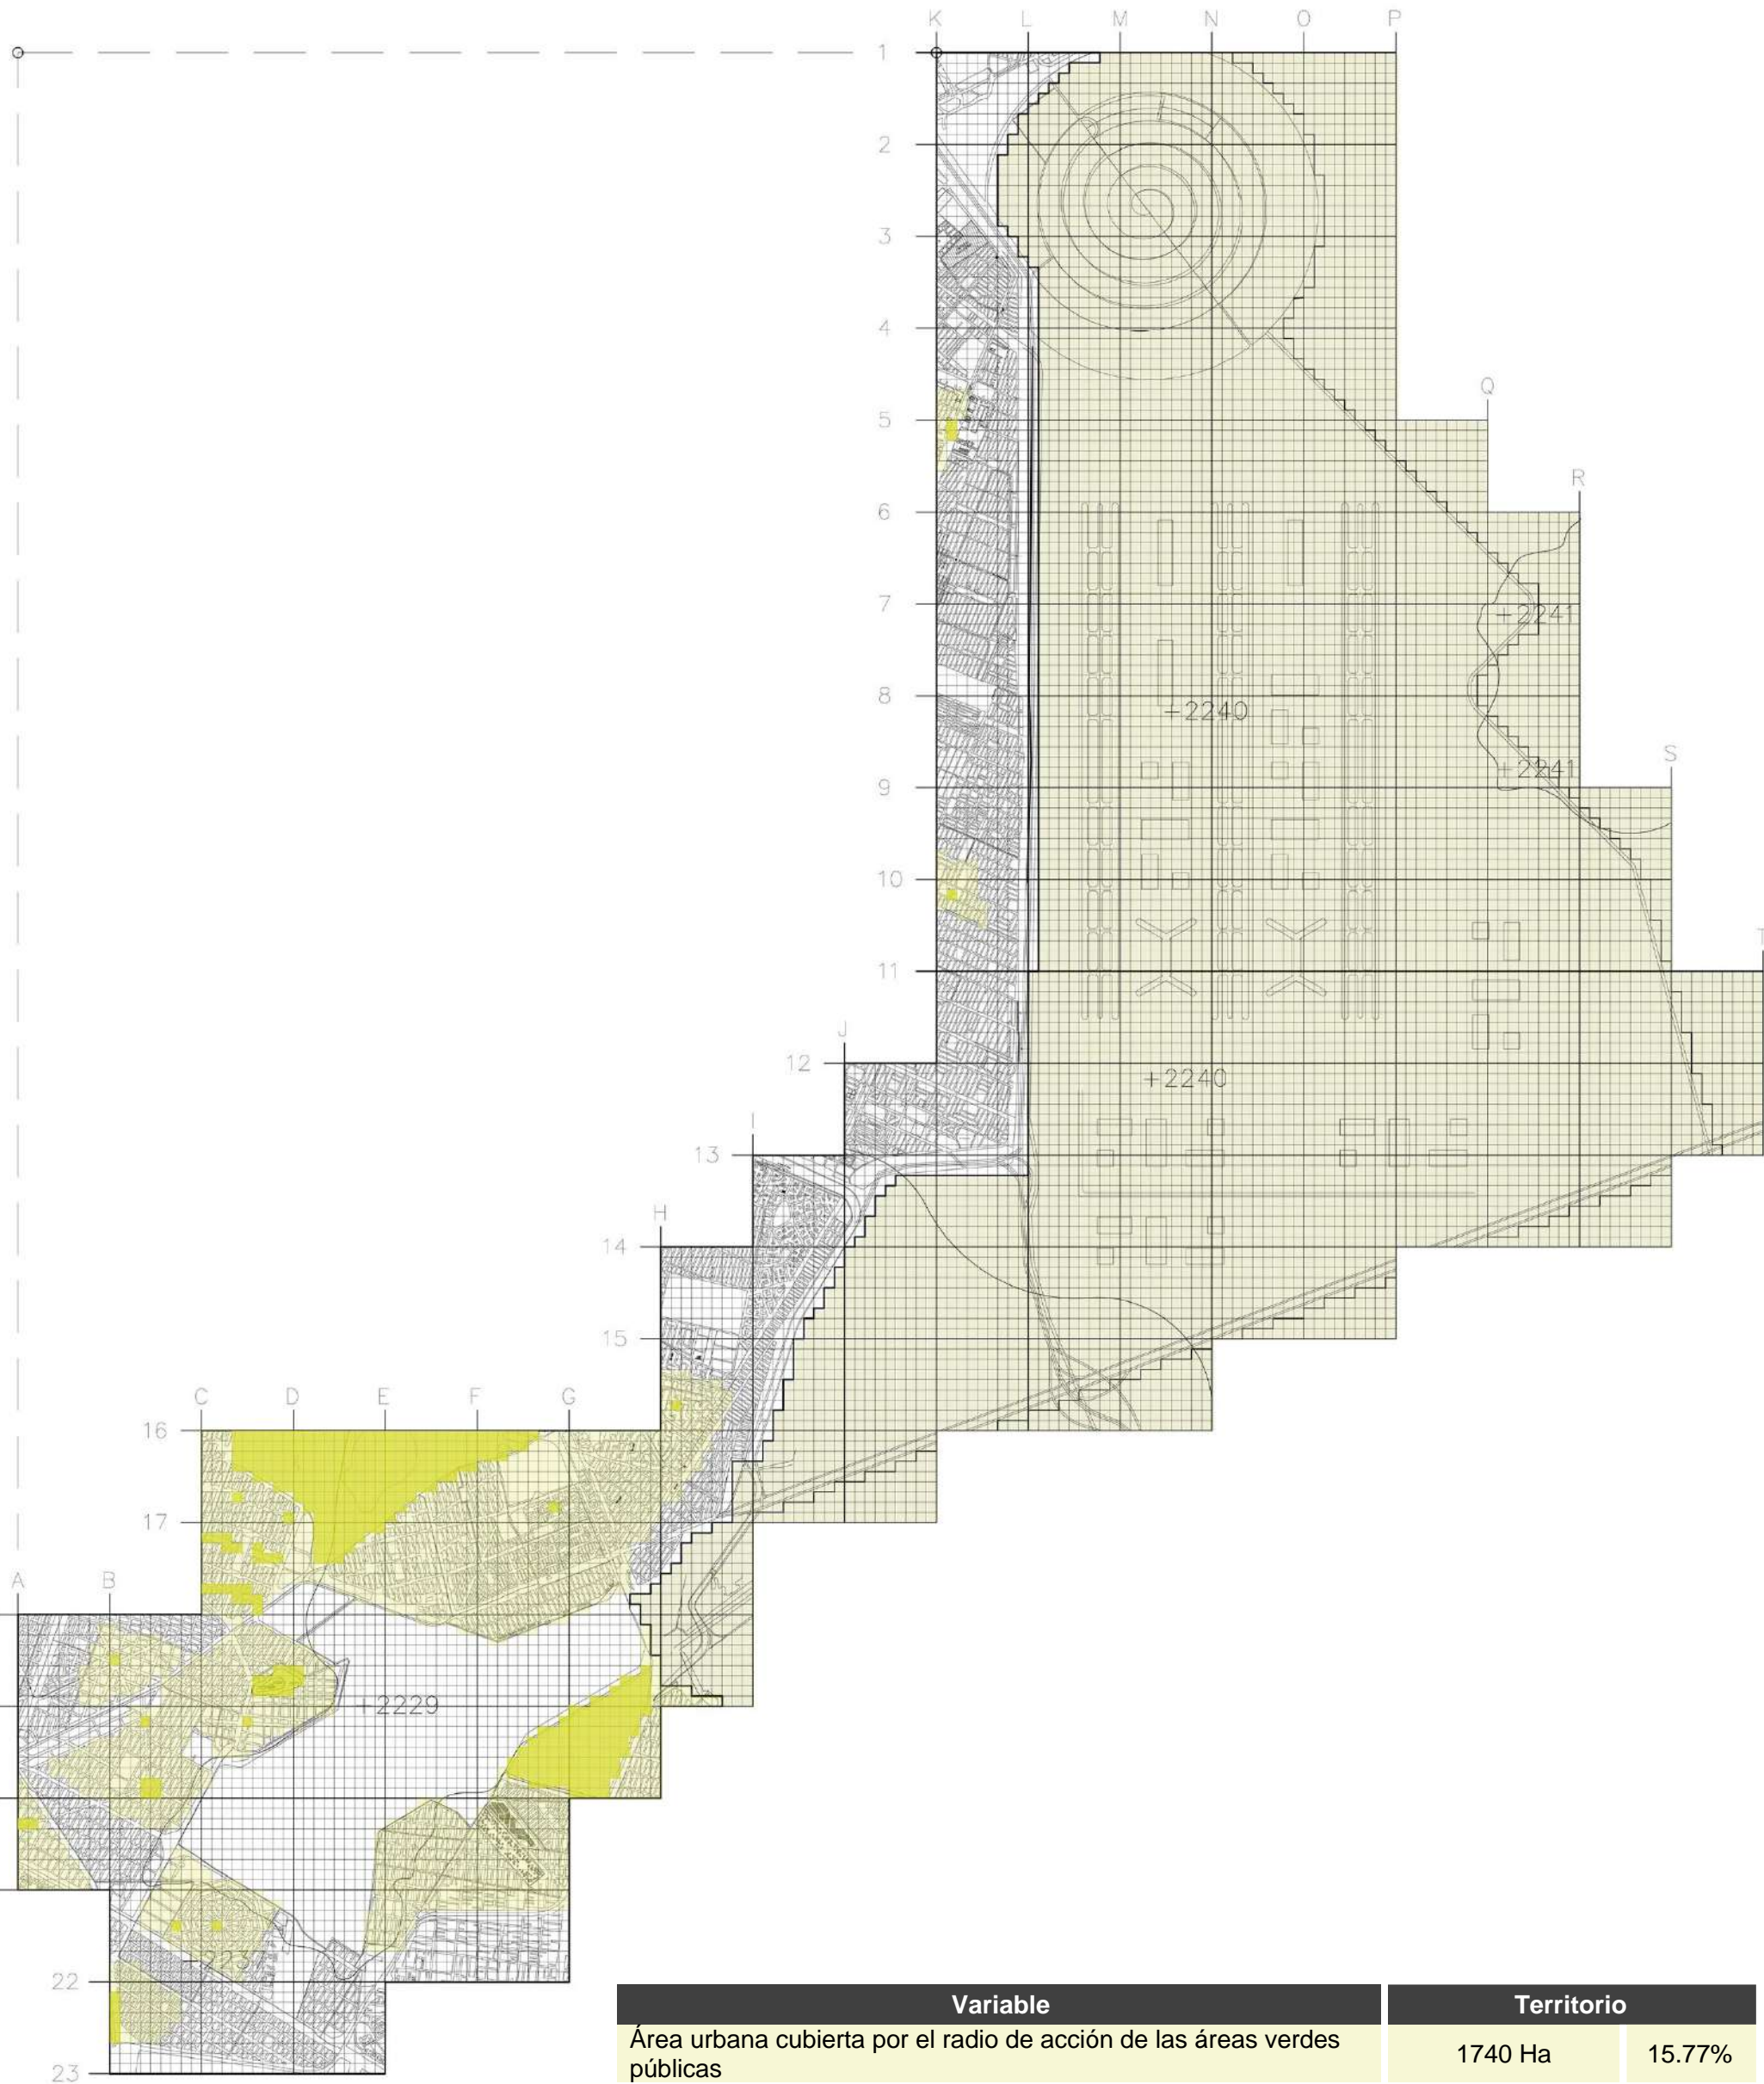 K L M N O P
1
2
3
4
Q
5
R
6
7
+2241
8
+2240
S
+2241
9
10
T
11
J
12
+2240
I
13
H
14
15
C D E F G
16
17
A B
+2229
22
23
Variable Territorio
Área urbana cubierta por el radio de acción de las áreas verdes 1740 Ha 15.77%
públicas